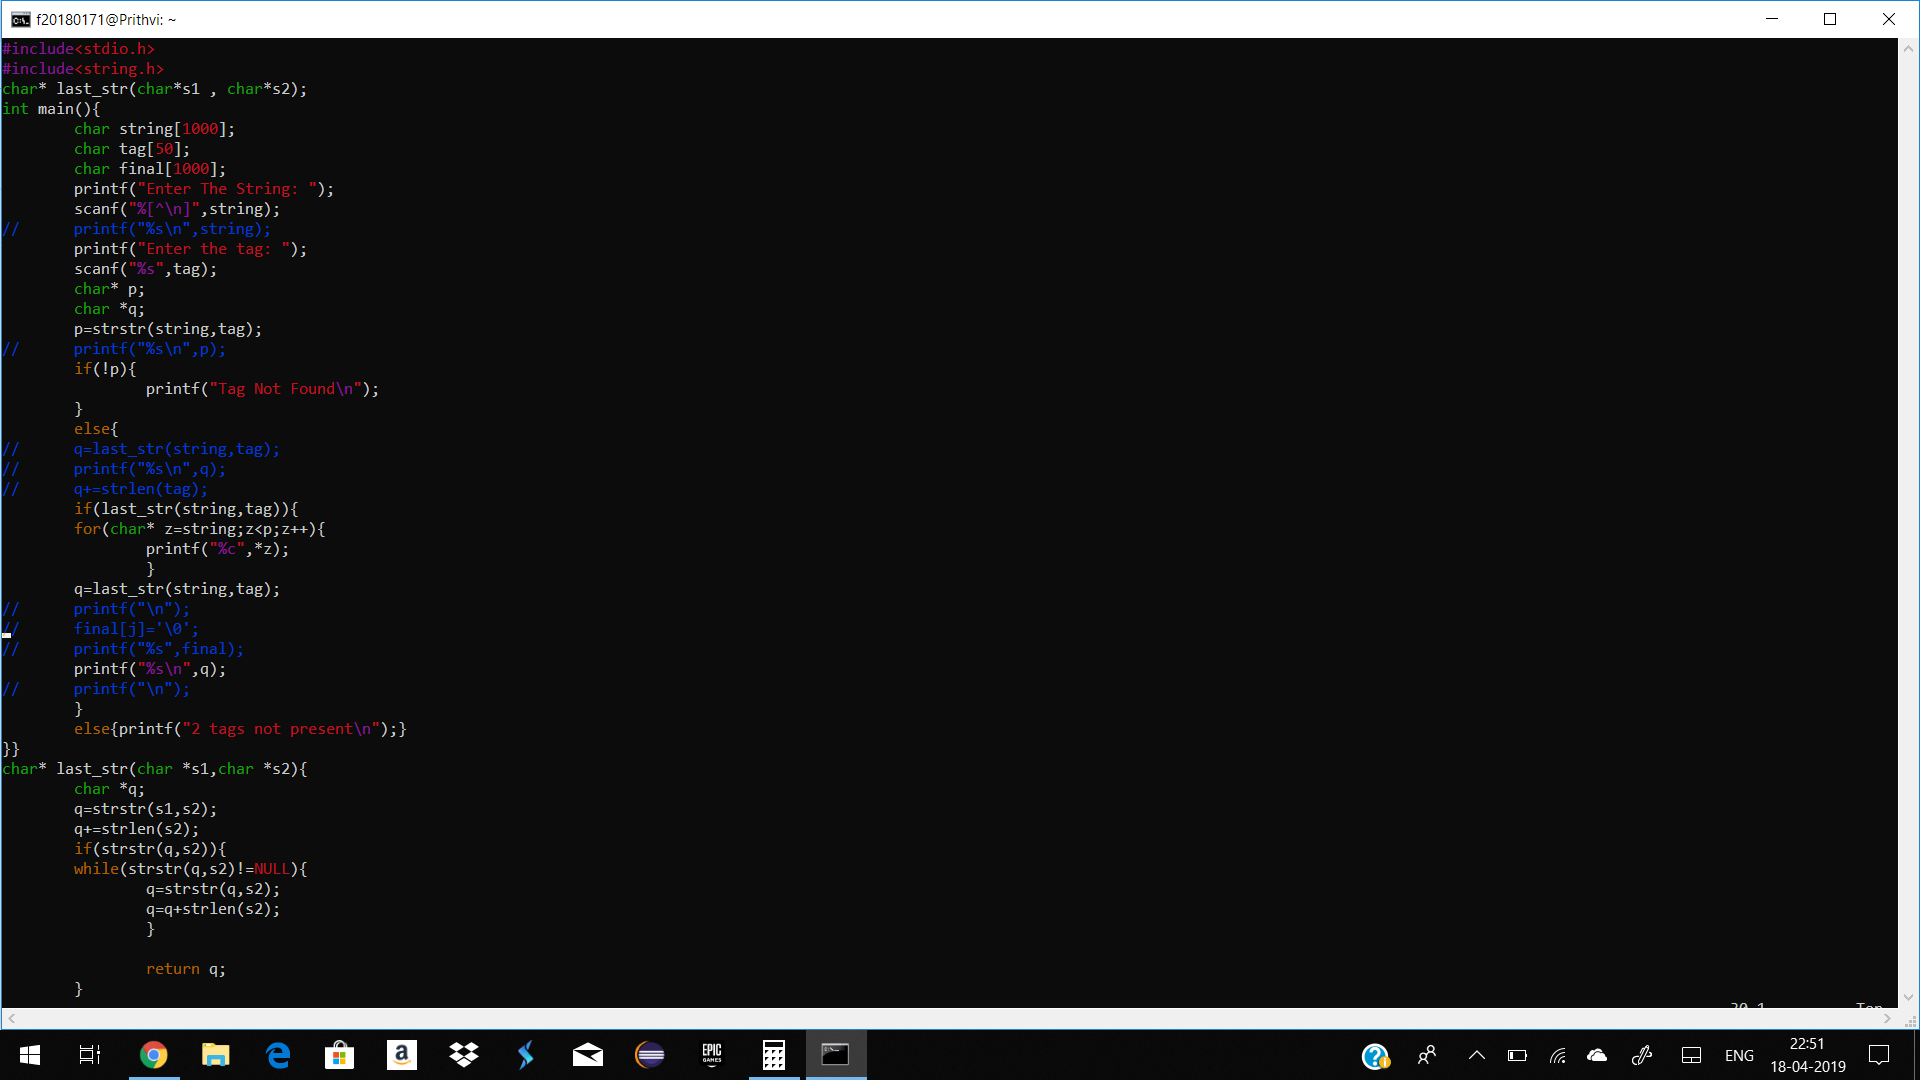 f20180171@Prithvi: ~
#include<stdio.h>
#include<string.h>
char* last_str(char*s1 , char*s2);
int main(){
        char string[1000];
        char tag[50];
        char final[1000];
        printf("Enter The String: ");
        scanf("%[^\n]",string);
//      printf("%s\n",string);
        printf("Enter the tag: ");
        scanf("%s",tag);
        char* p;
        char *q;
        p=strstr(string,tag);
//      printf("%s\n",p);
        if(!p){
                printf("Tag Not Found\n");
        }
        else{
//      q=last_str(string,tag);
//      printf("%s\n",q);
//      q+=strlen(tag);
        if(last_str(string,tag)){
        for(char* z=string;z<p;z++){
                printf("%c",*z);
                }
        q=last_str(string,tag);
//      printf("\n");
//      final[j]='\0';
//      printf("%s",final);
        printf("%s\n",q);
//      printf("\n");
        }
        else{printf("2 tags not present\n");}
}}
char* last_str(char *s1,char *s2){
        char *q;
        q=strstr(s1,s2);
        q+=strlen(s2);
        if(strstr(q,s2)){
        while(strstr(q,s2)!=NULL){
                q=strstr(q,s2);
                q=q+strlen(s2);
                }
                return q;
        }
EPIC
GAMES
ENG
22:51
18-04-2019